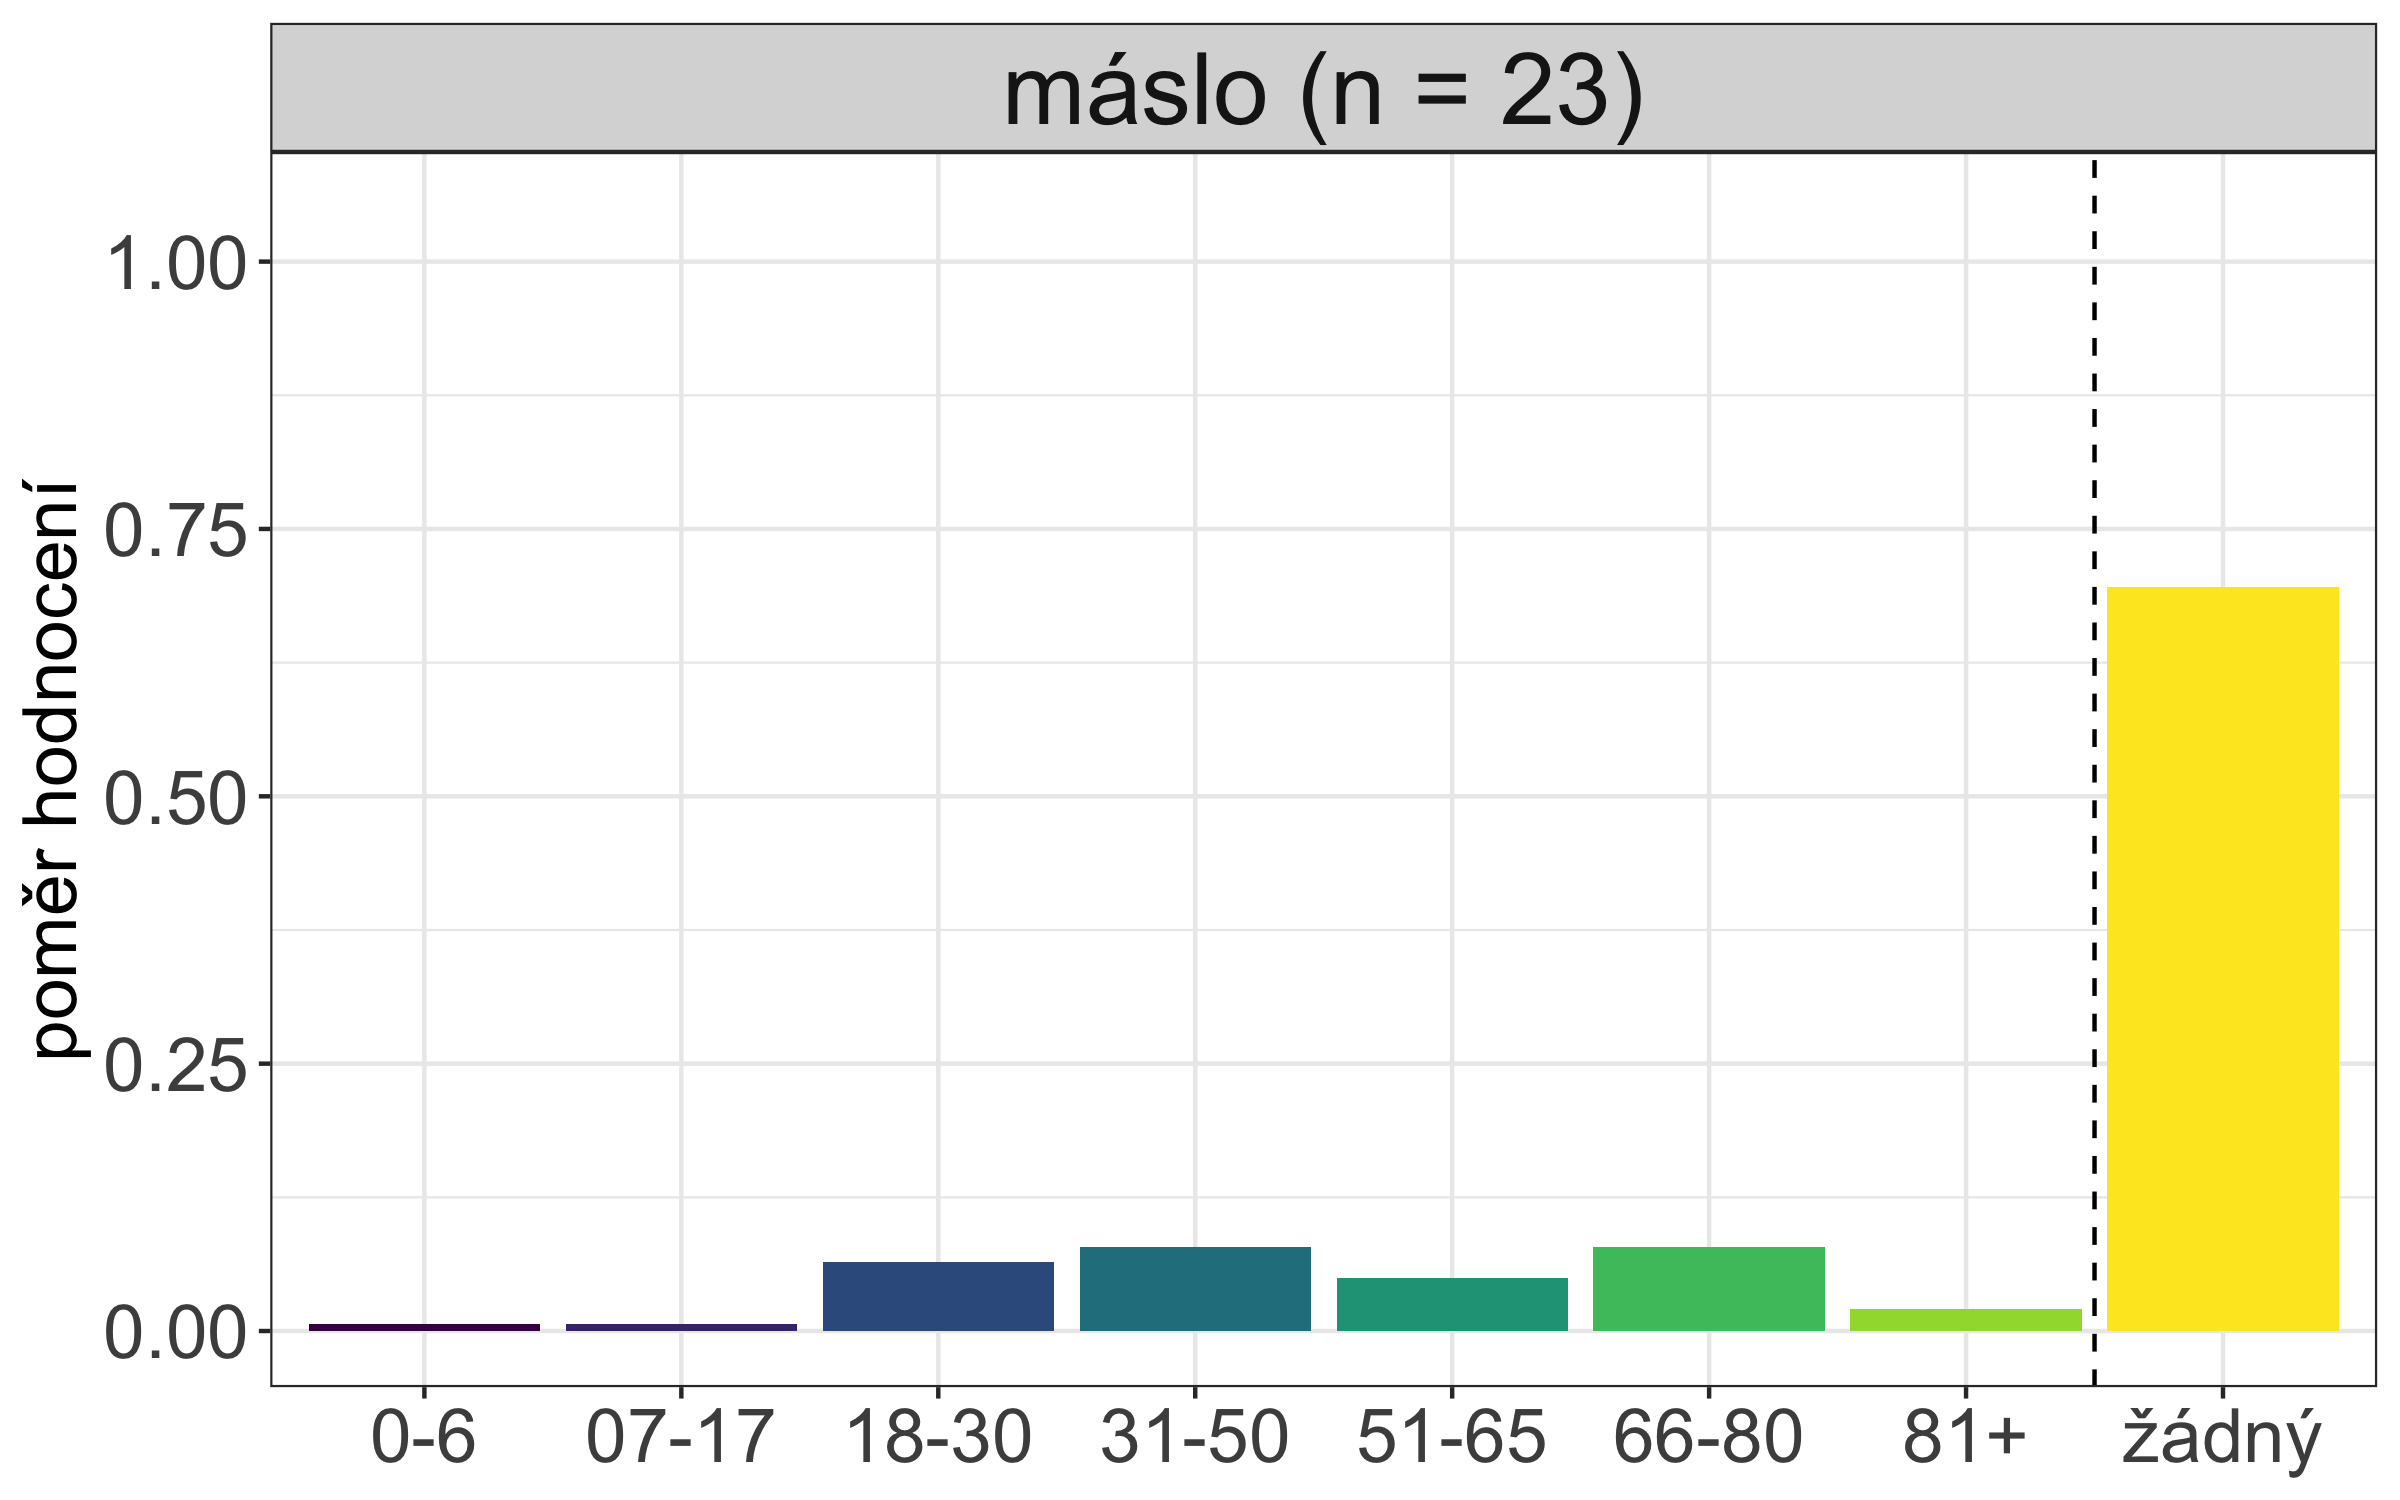 máslo (n = 23)
poměr hodnocení
1.00
0.75
0.50
0.25
0.00
0-6 07-17 18-30 31-50 51-65 66-80 81+ žádný